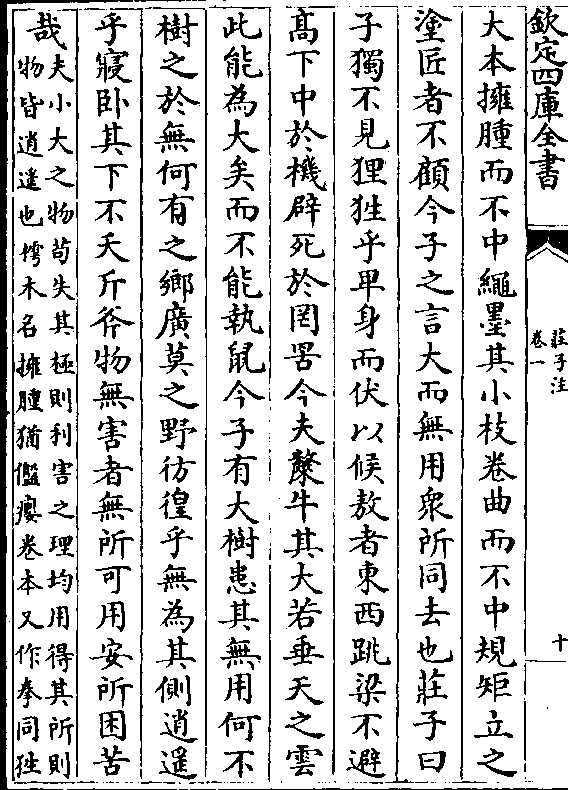 欽定四庫全書
莊子注
卷一
十
大本擁腫而不中繩墨其小枝卷曲而不中規矩立之
塗匠者不顧今子之言大而無用衆所同去也莊子曰
子獨不見狸狌乎卑身而伏以候敖者東西跳梁不避
高下中於機辟死於罔罟今夫斄牛其大若垂天之雲
此能為大矣而不能執鼠今子有大樹患其無用何不
樹之於無何有之鄉廣莫之野彷徨乎無為其側逍遥
乎寢卧其下不夭斤斧物無害者無所可用安所困苦
哉
夫小大之物苟失其極則利害之理均用得其所則
物皆逍遥也樗木名擁腫猶儖癭卷本又作拳同狌